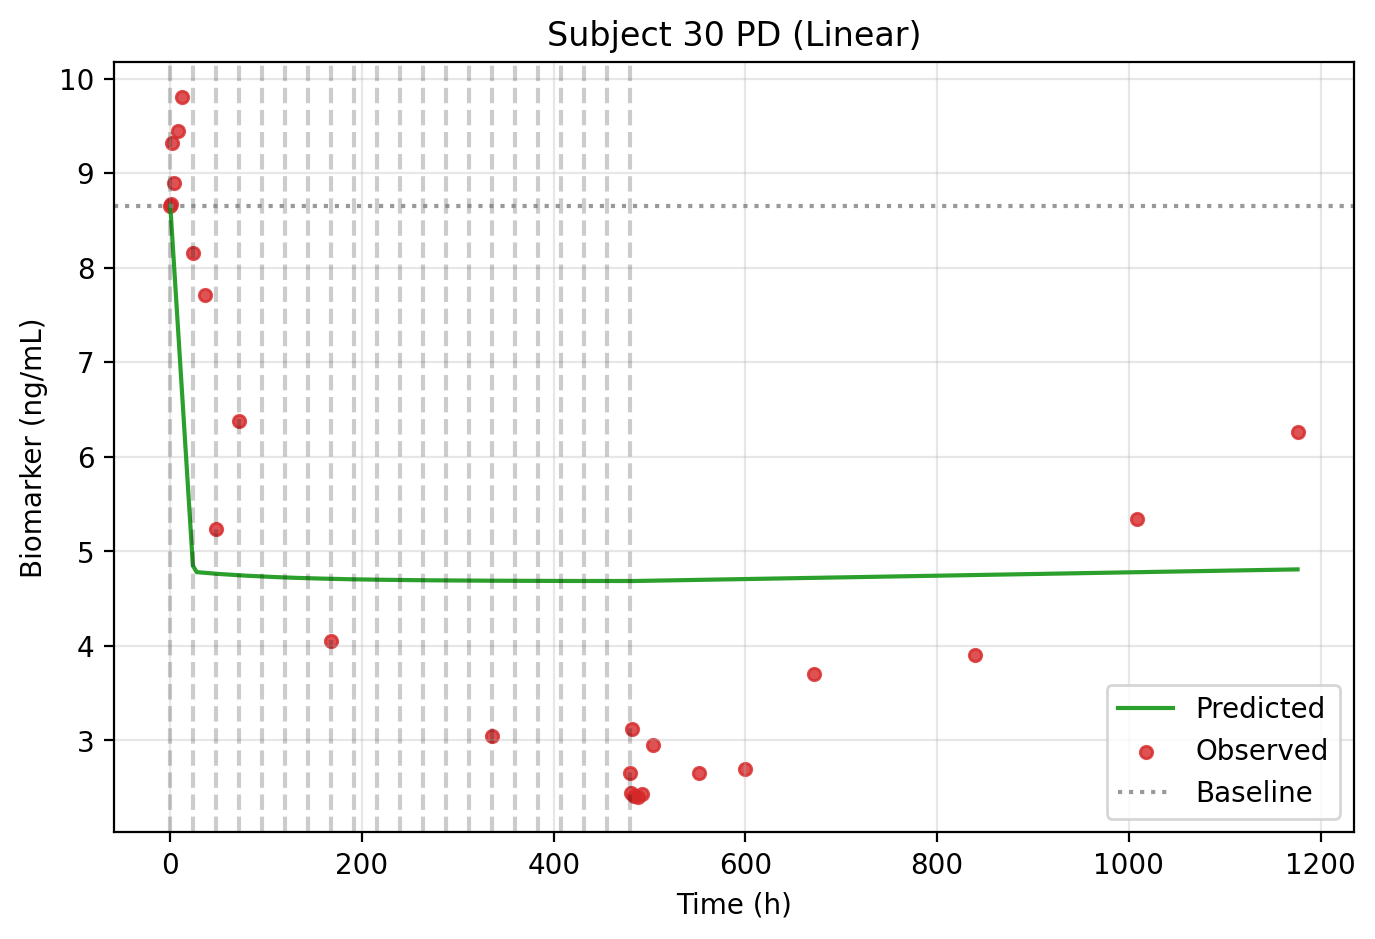 Subject 30 PD (Linear)
Biomarker (ng/mL)
10
9
8
7
6
5
4
3
Predicted
Observed
Baseline
0
200
400
600
800
1000
1200
Time (h)